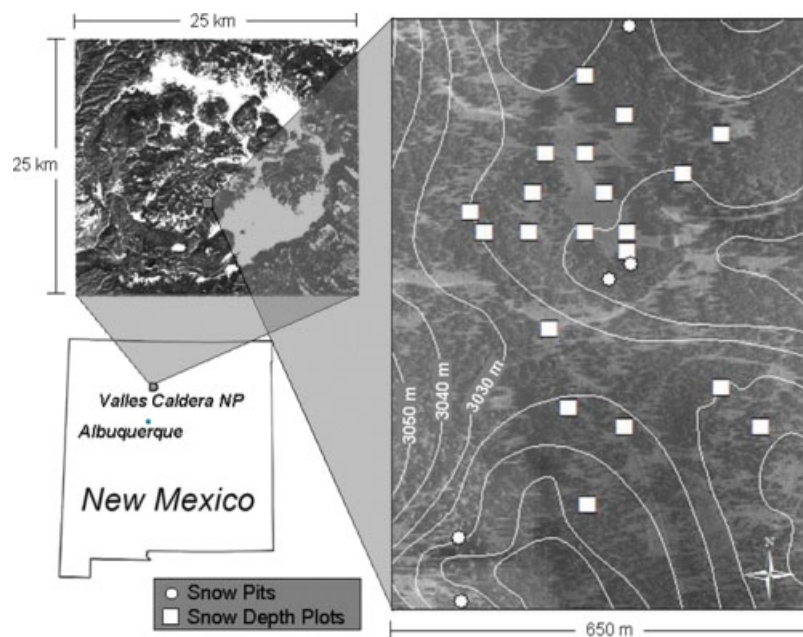 25 km
25 km
Valles Caldera NP
Albuquerque
New Mexico
Snow Pits
Snow Depth Plots
3050 m
3040 m
3030 m
N
650 m